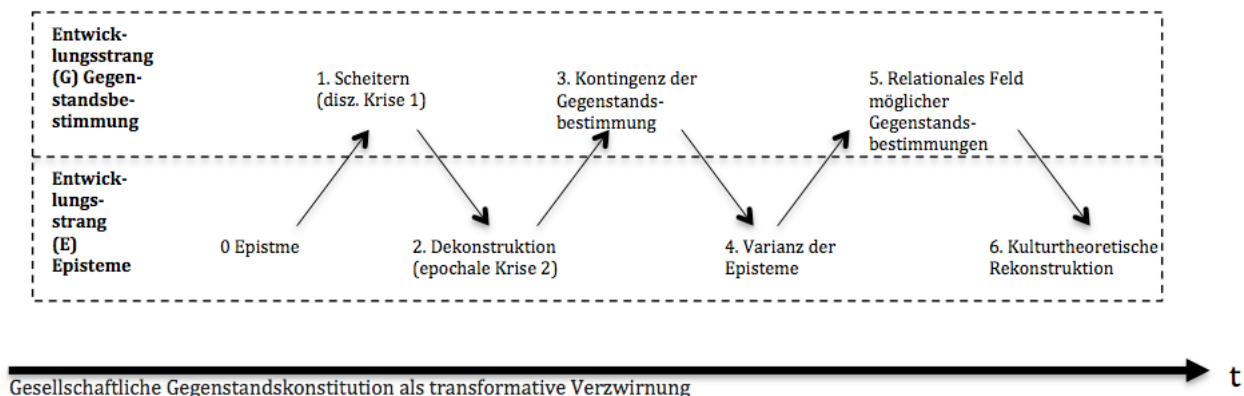 Entwick-
lungsstrang
(G) Gegen-
standsbe-
stimmung
1. Scheitern
(disz. Krise 1)
3. Kontingenz der
Gegenstands-
bestimmung
5. Relationales Feld
möglicher
Gegenstands-
bestimmungen
Entwick-
lungs-
strang
(E)
Episteme
0 Epistme
2. Dekonstruktion
(epochale Krise 2)
4. Varianz der
Episteme
6. Kulturtheoretische
Rekonstruktion
t
Gesellschaftliche Gegenstandskonstitution als transformative Verzwirnung